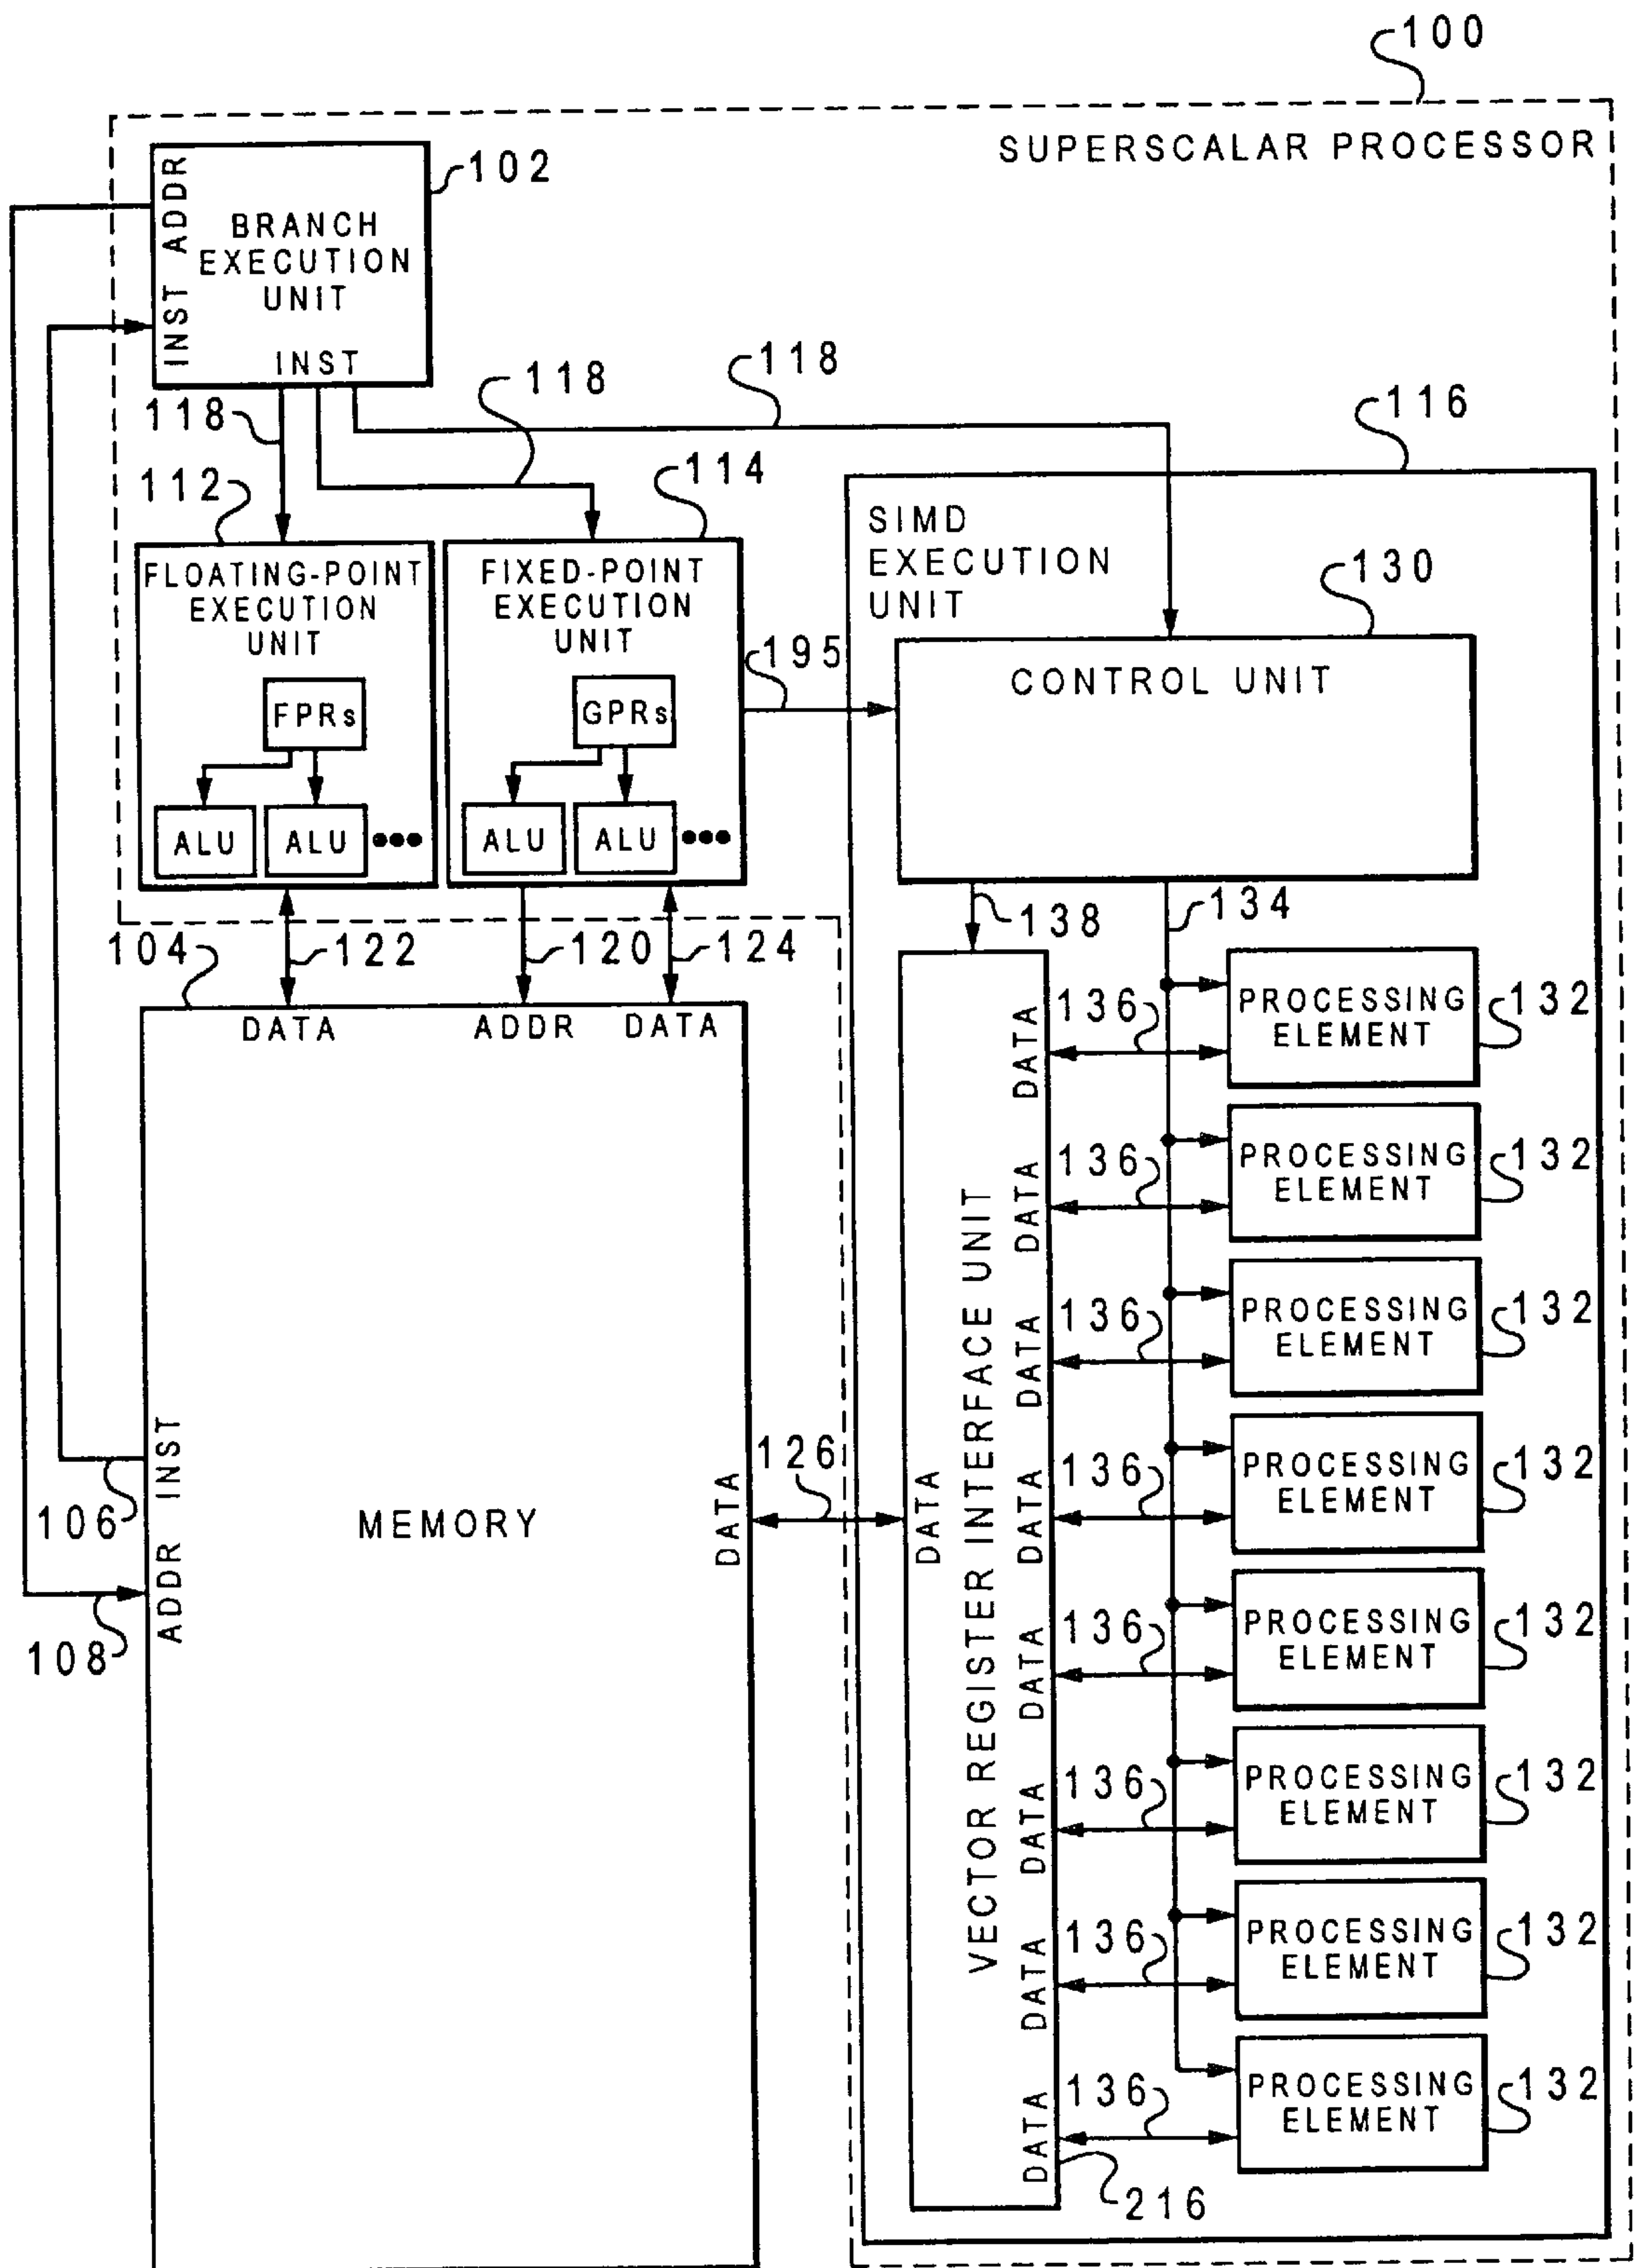 100
SUPERSCALAR PROCESSOR
102
INST ADDR
BRANCH
EXECUTION
UNIT
INST
118
118
118
116
112
114
SIMD
EXECUTION
UNIT
130
FLOATING-POINT
EXECUTION
UNIT
FPRs
ALU
ALU
FIXED-POINT
EXECUTION
UNIT
GPRs
ALU
ALU
195
CONTROL UNIT
138
134
104
122
120
124
DATA
ADDR
DATA
MEMORY
ADDR INST
106
108
DATA
126
DATA
VECTOR REGISTER INTERFACE UNIT
DATA
136
PROCESSING
ELEMENT
132
DATA
136
PROCESSING
ELEMENT
132
DATA
136
PROCESSING
ELEMENT
132
DATA
136
PROCESSING
ELEMENT
132
DATA
136
PROCESSING
ELEMENT
132
DATA
136
PROCESSING
ELEMENT
132
DATA
136
PROCESSING
ELEMENT
132
DATA
136
PROCESSING
ELEMENT
132
216